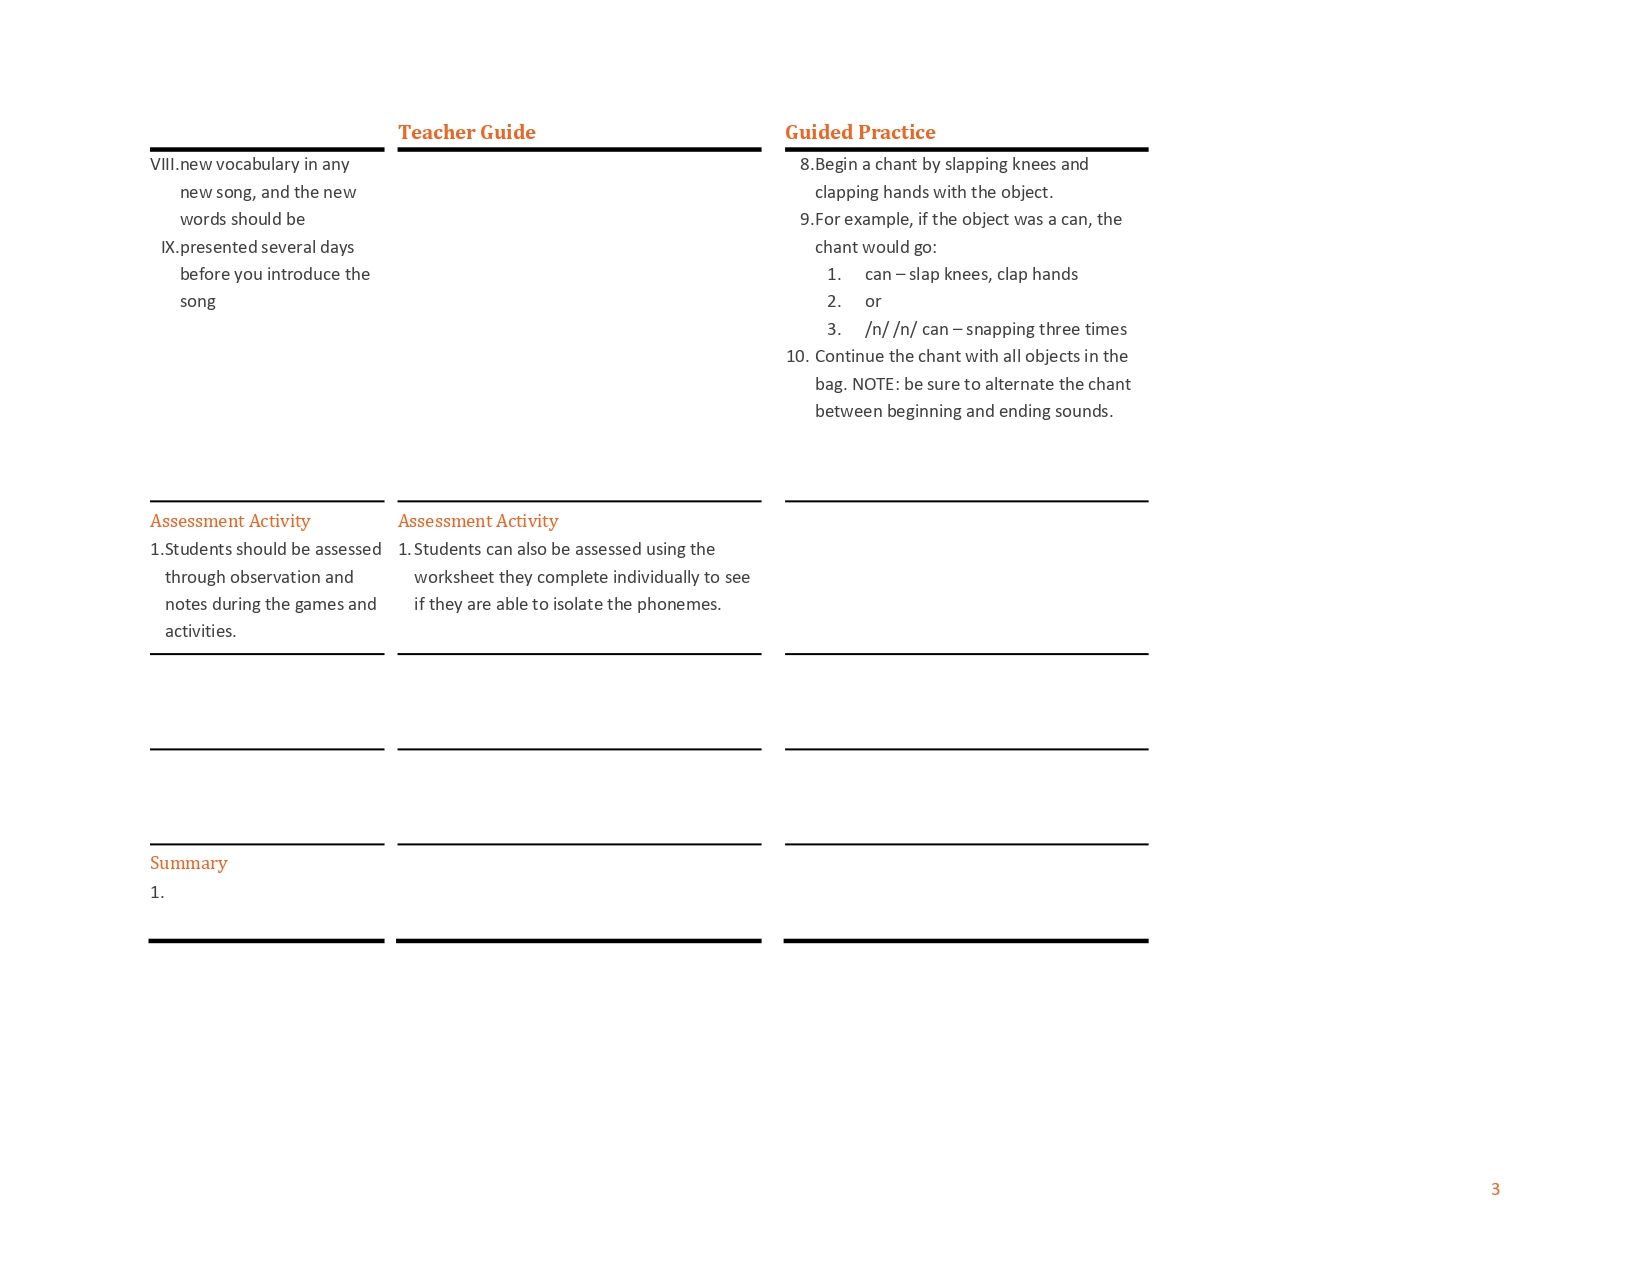 Teacher Guide
Guided Practice
VIII.new vocabulary in any
new song, and the new
words should be
IX.presented several days
before you introduce the
song
8.Begin a chant by slapping knees and
clapping hands with the object.
9.For example, if the object was a can, the
chant would go:
1. can – slap knees, clap hands
2. or
3. /n/ /n/ can – snapping three times
10. Continue the chant with all objects in the
bag. NOTE: be sure to alternate the chant
between beginning and ending sounds.
Assessment Activity
1.Students should be assessed
through observation and
notes during the games and
activities.
Assessment Activity
1. Students can also be assessed using the
worksheet they complete individually to see
if they are able to isolate the phonemes.
Summary
1.
3